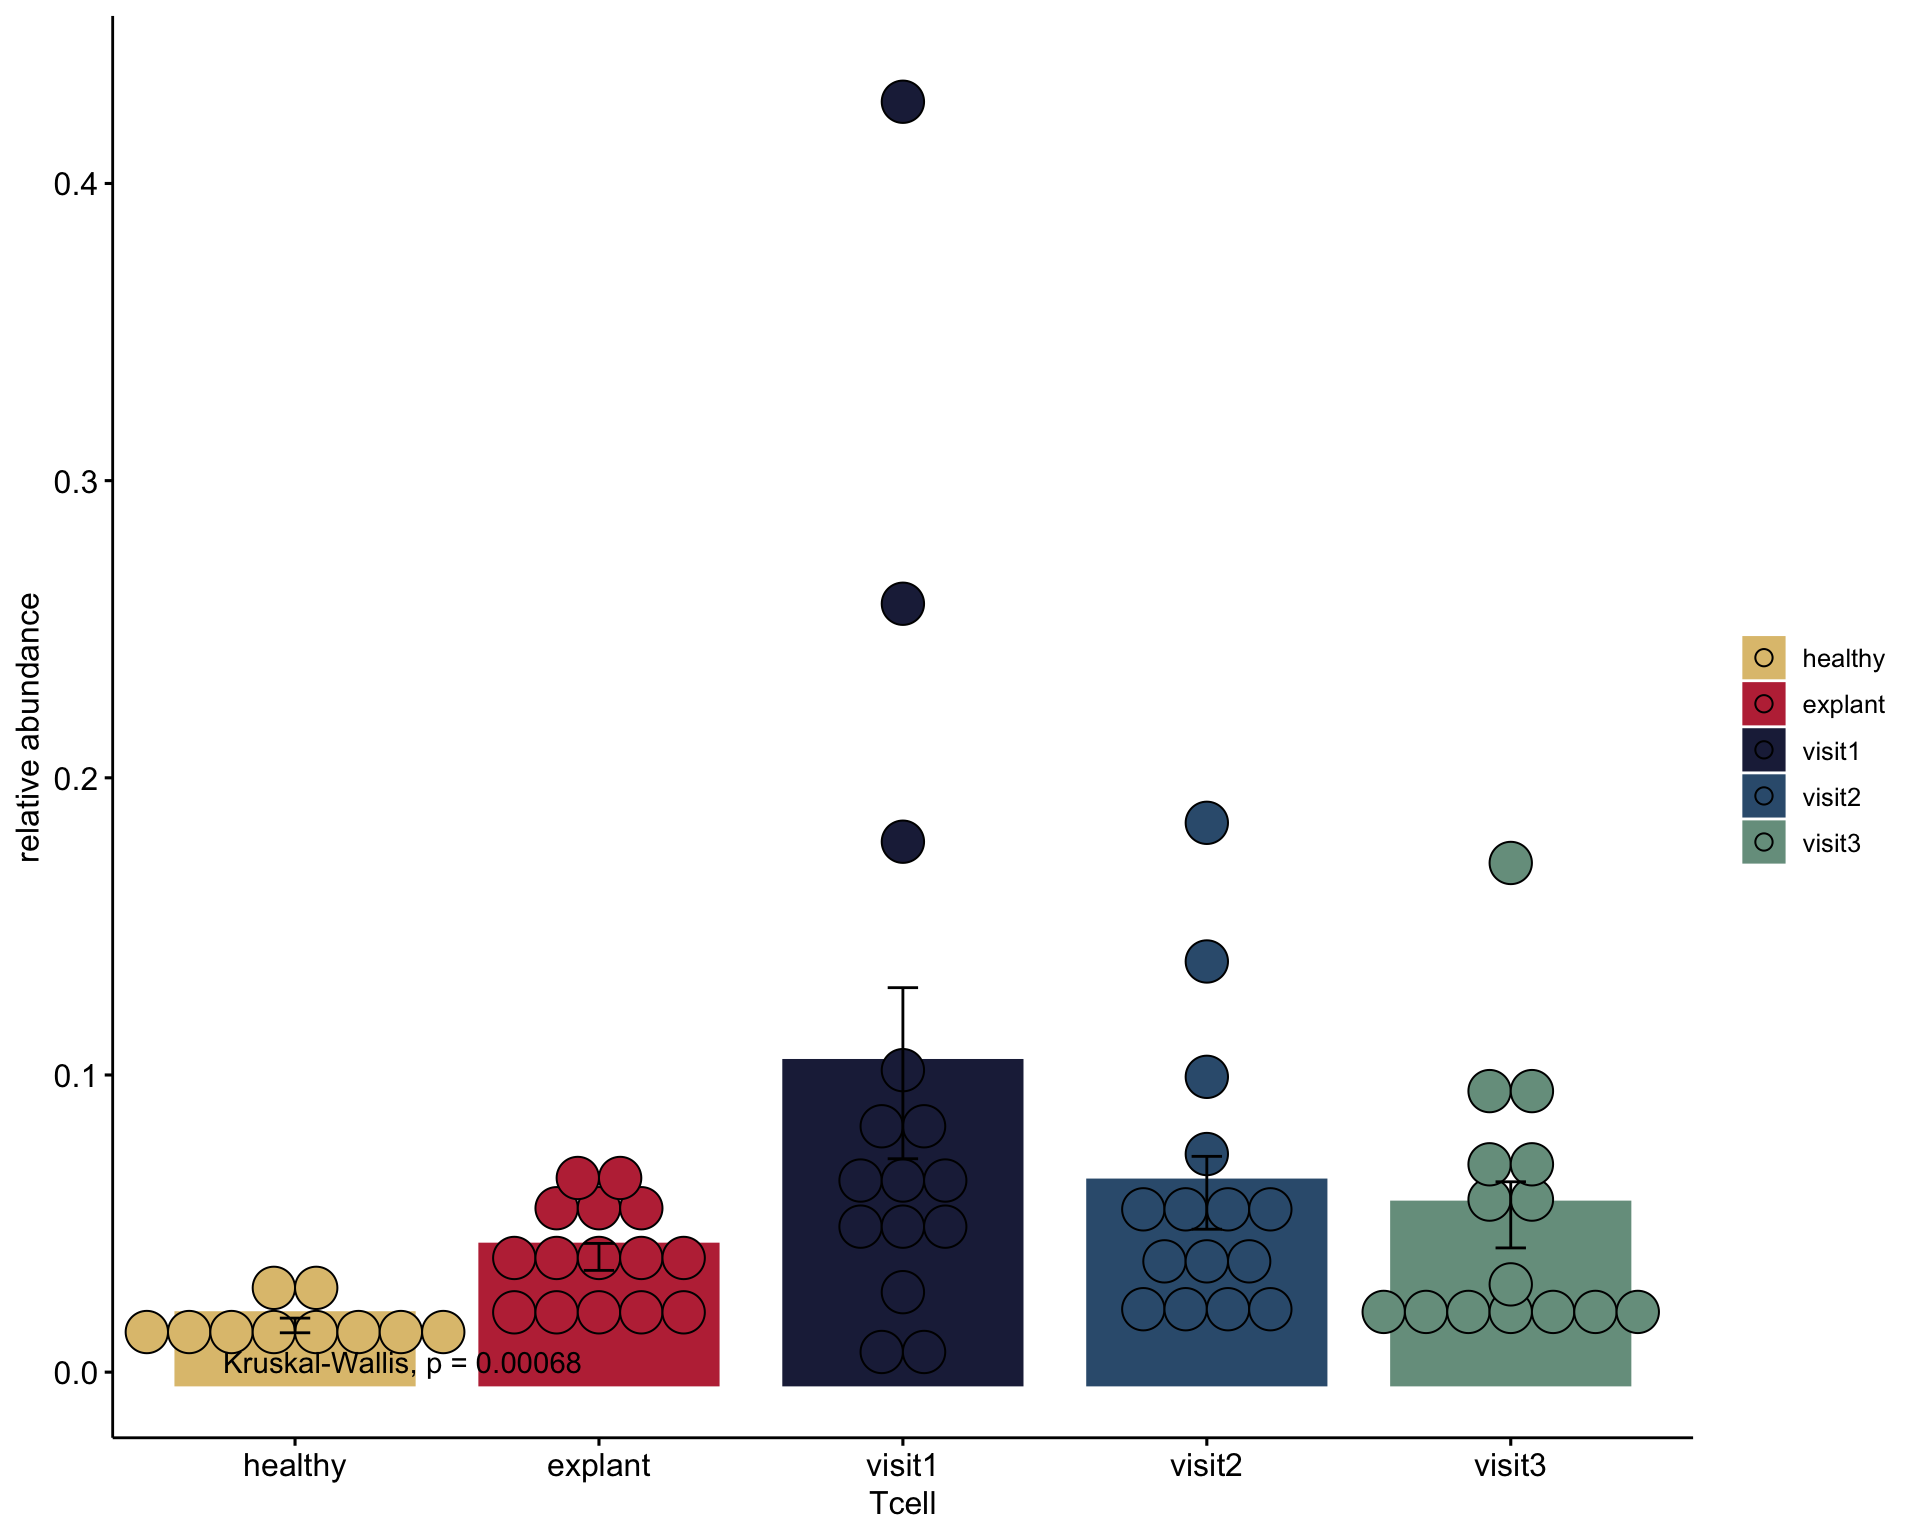 0.4
0.3
0.2
0.1
0.0
relative abundance
Kruskal-Wallis, p = 0.00068
healthy
explant
visit1
visit2
visit3
Tcell
healthy
explant
visit1
visit2
visit3